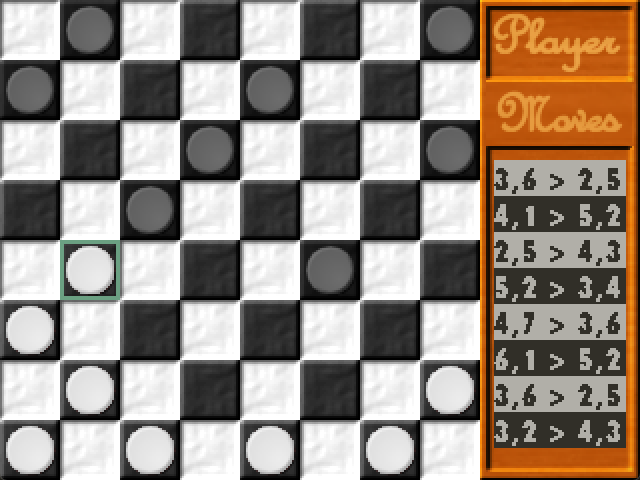 Player
Moves
3,6 > 2,5
4,1 > 5,2
2,5 > 4,3
5,2 > 3,4
4,7 > 3,6
6,1 > 5,2
3,6 > 2,5
3,2 > 4,3